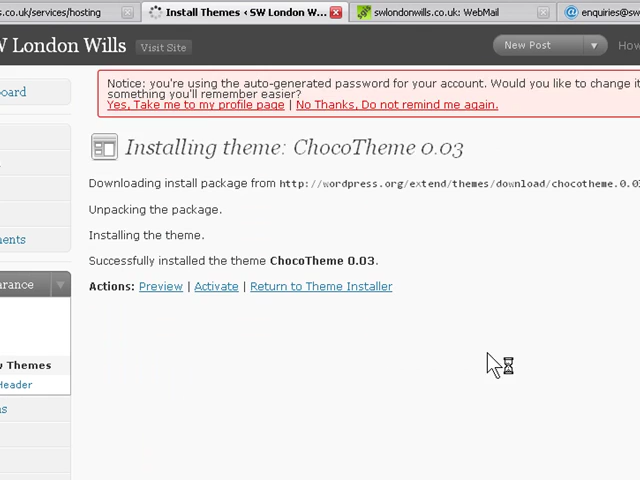 s.co.uk/services/hosting
Install Themes ‹ SW London W...
swlondonwills.co.uk: WebMail
enquiries@sw
W London Wills
Visit Site
New Post
How
Notice: you're using the auto-generated password for your account. Would you like to change it
something you'll remember easier?
Yes, Take me to my profile page | No Thanks, Do not remind me again.
oard
Installing theme: ChocoTheme 0.03
Downloading install package from http://wordpress.org/extend/themes/download/chocotheme.0.03
Unpacking the package.
ents
Installing the theme.
Successfully installed the theme ChocoTheme 0.03.
arance
Actions: Preview | Activate | Return to Theme Installer
Themes
Header
s